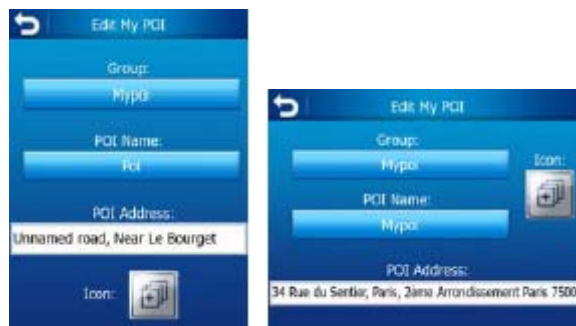 Edit My POI
Group:
Mypoi
POI Name:
Poi
POI Address:
Unnamed road, Near Le Bourget
Icon:
Edit My POI
Group:
Mypoi
Icon:
POI Name:
Mypoi
POI Address:
34 Rue du Sentier, Paris, 2ème Arrondissement Paris 7500